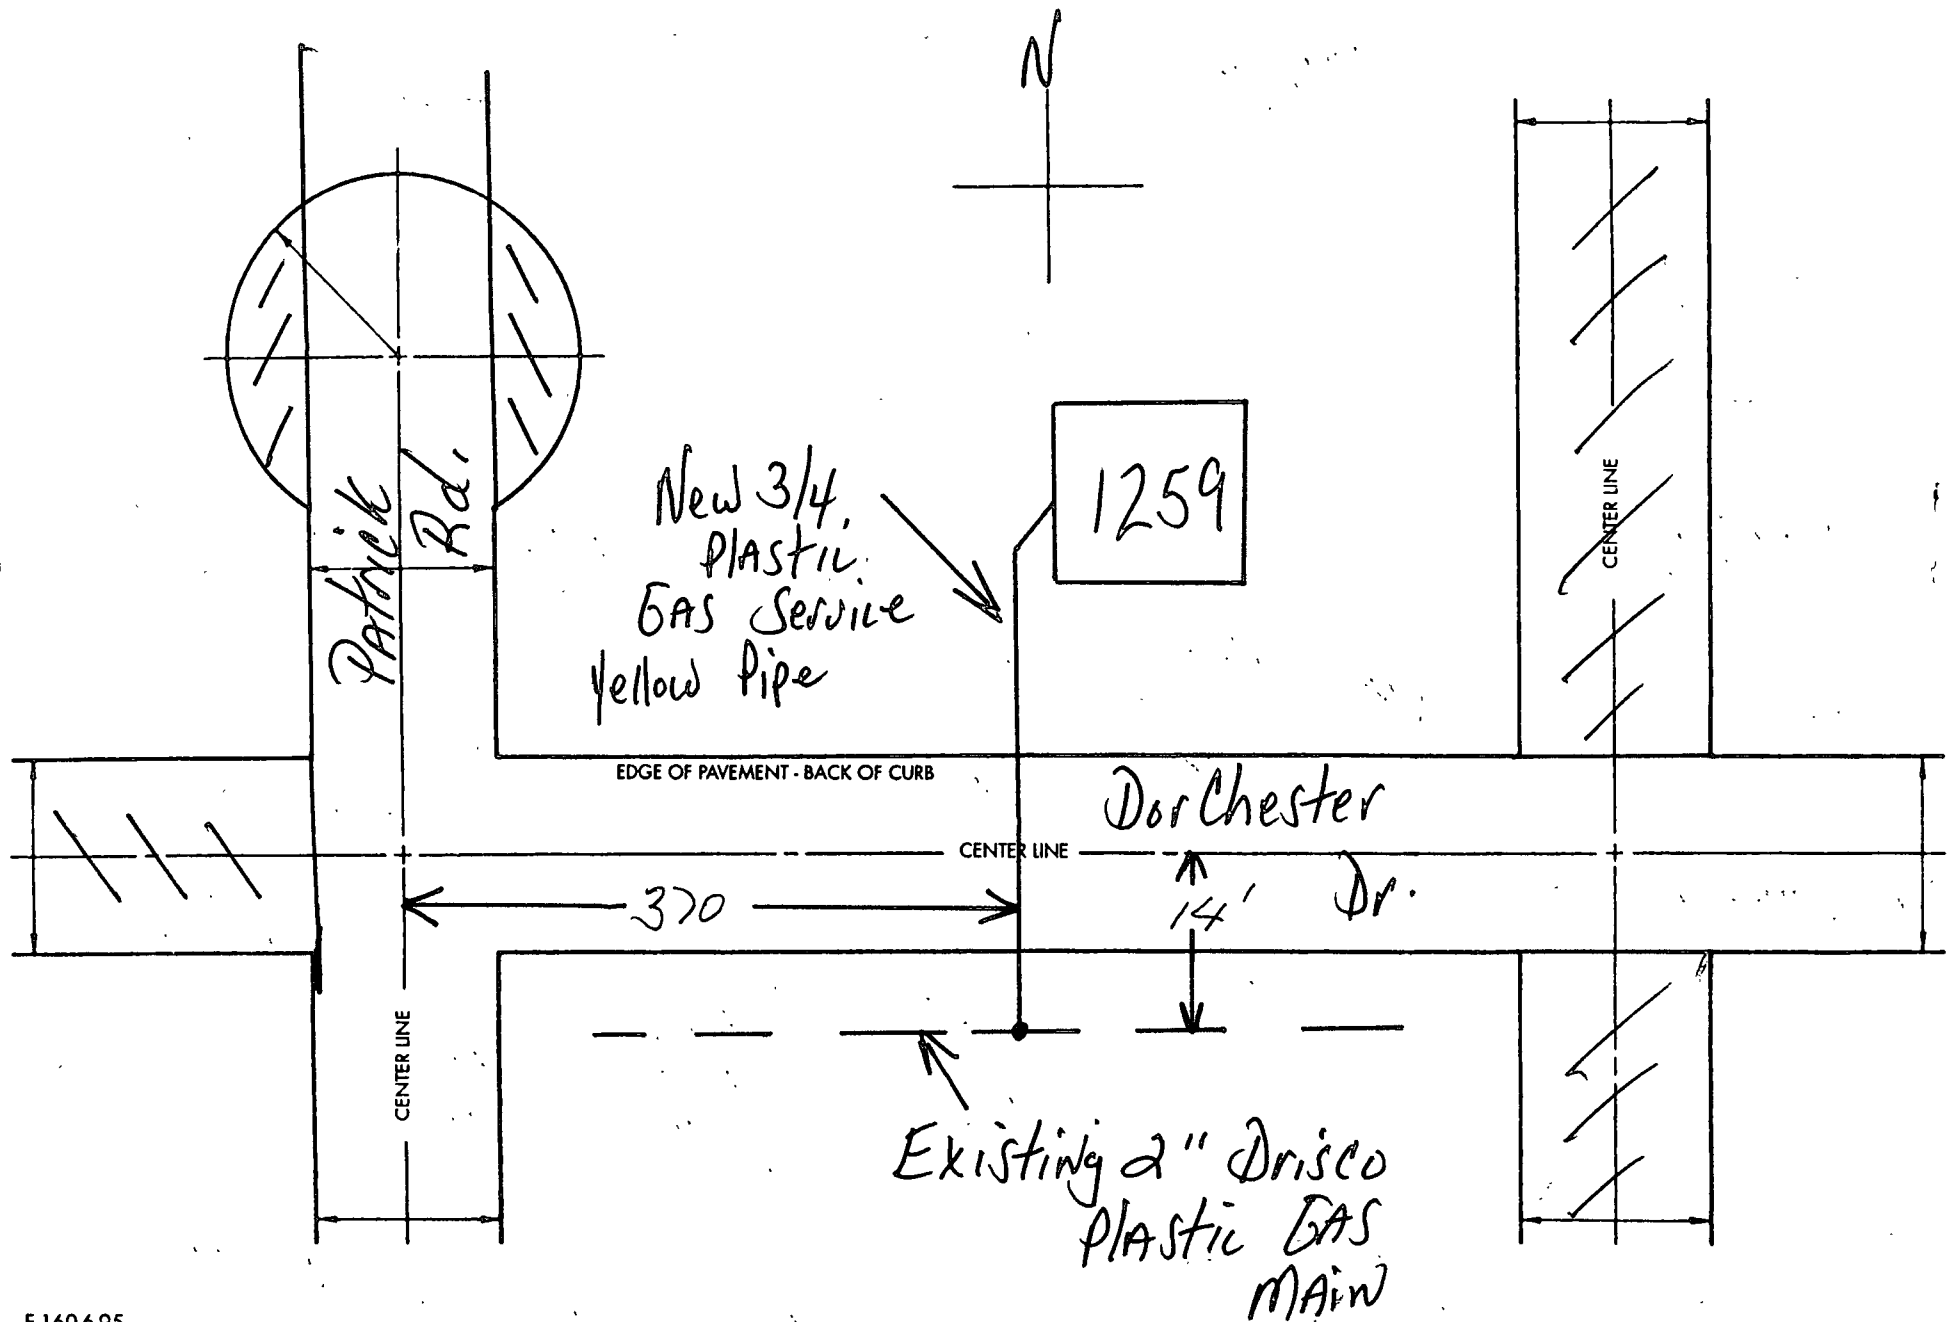 N
Patrick
Rd.
New 3/4
Plastic
GAS Service
Yellow Pipe
1259
CENTER LINE
EDGE OF PAVEMENT - BACK OF CURB
DorChester
CENTER LINE
370
14'
Dr.
CENTER LINE
Existing 2" Drisco
PlAstic GAS
MAiN